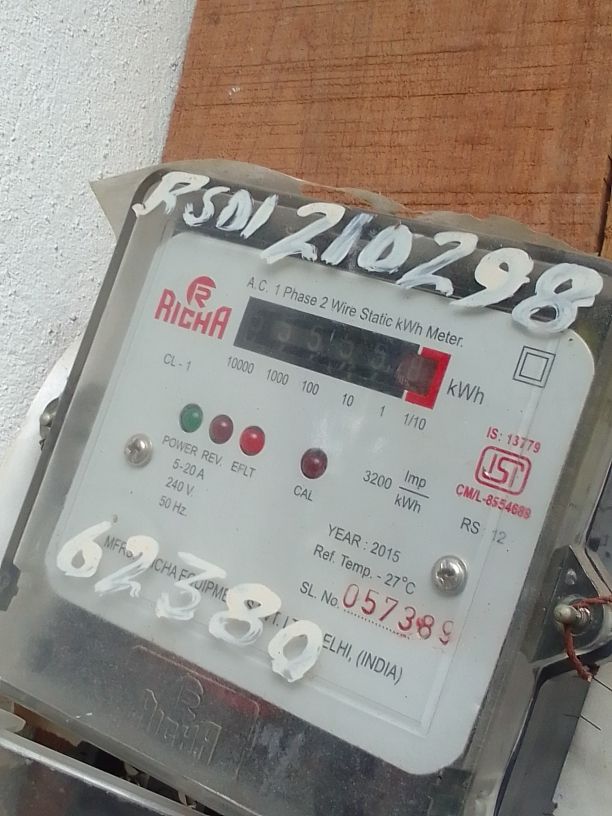 RSD1210298
A.C. 1 Phase 2 Wire Static kWh Meter.
R
RICHA
kWh
CL - 1
10000 1000 100 10 1 1/10
POWER REV. EFLT
CAL
5-20 A
240 V.
50 Hz.
3200 Imp/kWh
IS: 13779
ISI
CM/L-8554689
RS 12
YEAR : 2015
Ref. Temp. - 27°C
SL. No. 057389
62380
ELHI, (INDIA)
R
RICHA